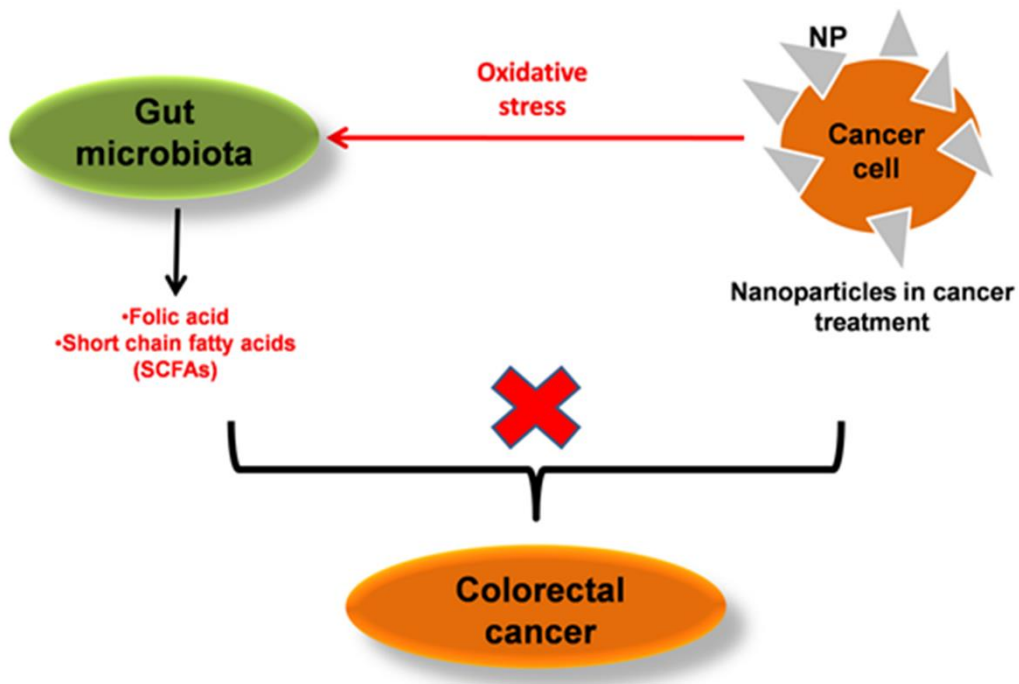 NP
Oxidative
stress
Gut
microbiota
Cancer
cell
Nanoparticles in cancer
treatment
•Folic acid
•Short chain fatty acids
(SCFAs)
Colorectal
cancer